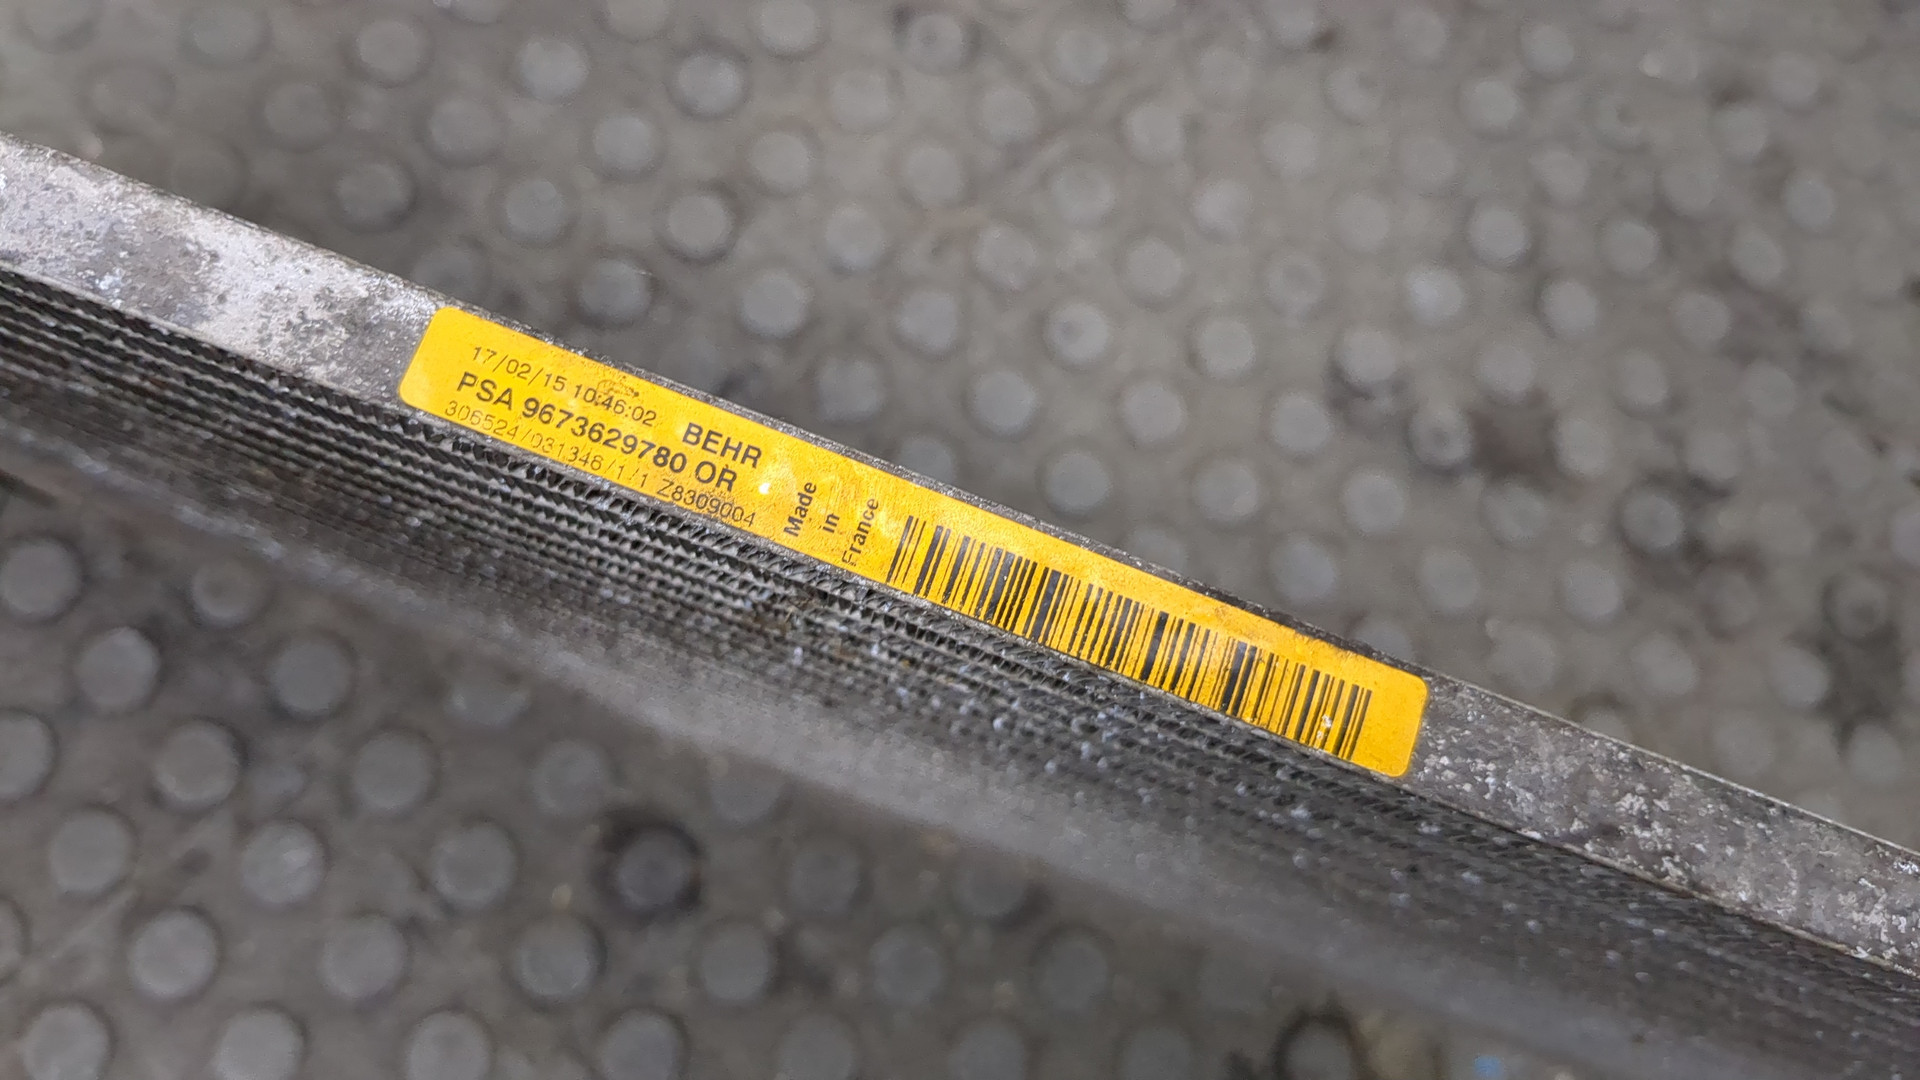 17/02/15 10:46:02 BEHR
PSA 9673629780 OR
306524/031346/1/1 Z8309004
Made
in
France